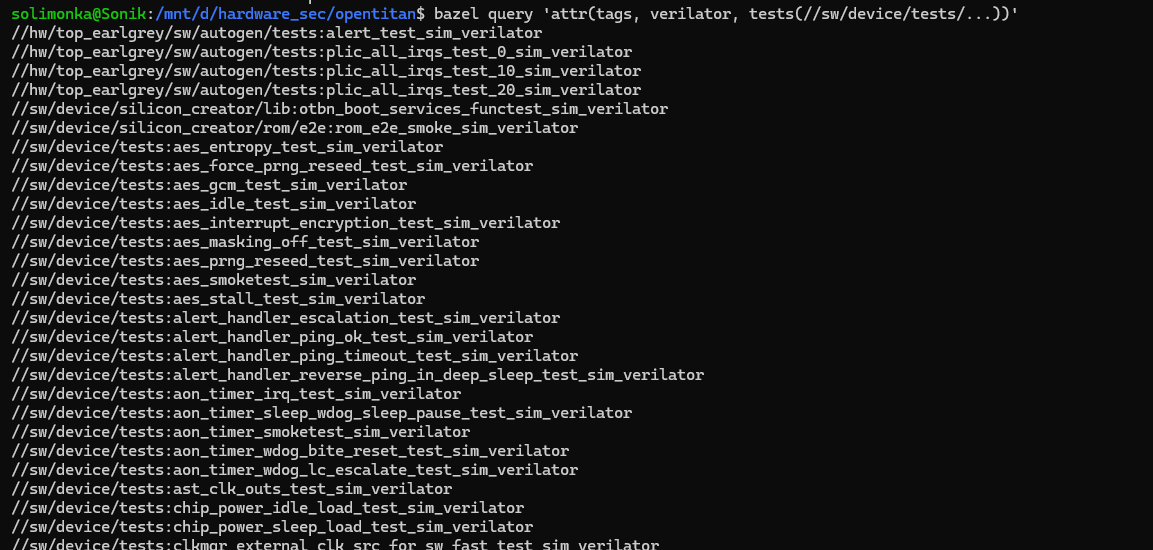 solimonka@Sonik:/mnt/d/hardware_sec/opentitan$ bazel query 'attr(tags, verilator, tests(//sw/device/tests/...))'
//hw/top_earlgrey/sw/autogen/tests:alert_test_sim_verilator
//hw/top_earlgrey/sw/autogen/tests:plic_all_irqs_test_0_sim_verilator
//hw/top_earlgrey/sw/autogen/tests:plic_all_irqs_test_10_sim_verilator
//hw/top_earlgrey/sw/autogen/tests:plic_all_irqs_test_20_sim_verilator
//sw/device/silicon_creator/lib:otbn_boot_services_functest_sim_verilator
//sw/device/silicon_creator/rom/e2e:rom_e2e_smoke_sim_verilator
//sw/device/tests:aes_entropy_test_sim_verilator
//sw/device/tests:aes_force_prng_reseed_test_sim_verilator
//sw/device/tests:aes_gcm_test_sim_verilator
//sw/device/tests:aes_idle_test_sim_verilator
//sw/device/tests:aes_interrupt_encryption_test_sim_verilator
//sw/device/tests:aes_masking_off_test_sim_verilator
//sw/device/tests:aes_prng_reseed_test_sim_verilator
//sw/device/tests:aes_smoketest_sim_verilator
//sw/device/tests:aes_stall_test_sim_verilator
//sw/device/tests:alert_handler_escalation_test_sim_verilator
//sw/device/tests:alert_handler_ping_ok_test_sim_verilator
//sw/device/tests:alert_handler_ping_timeout_test_sim_verilator
//sw/device/tests:alert_handler_reverse_ping_in_deep_sleep_test_sim_verilator
//sw/device/tests:aon_timer_irq_test_sim_verilator
//sw/device/tests:aon_timer_sleep_wdog_sleep_pause_test_sim_verilator
//sw/device/tests:aon_timer_smoketest_sim_verilator
//sw/device/tests:aon_timer_wdog_bite_reset_test_sim_verilator
//sw/device/tests:aon_timer_wdog_lc_escalate_test_sim_verilator
//sw/device/tests:ast_clk_outs_test_sim_verilator
//sw/device/tests:chip_power_idle_load_test_sim_verilator
//sw/device/tests:chip_power_sleep_load_test_sim_verilator
//sw/device/tests:clkmgr_external_clk_src_for_sw_fast_test_sim_verilator